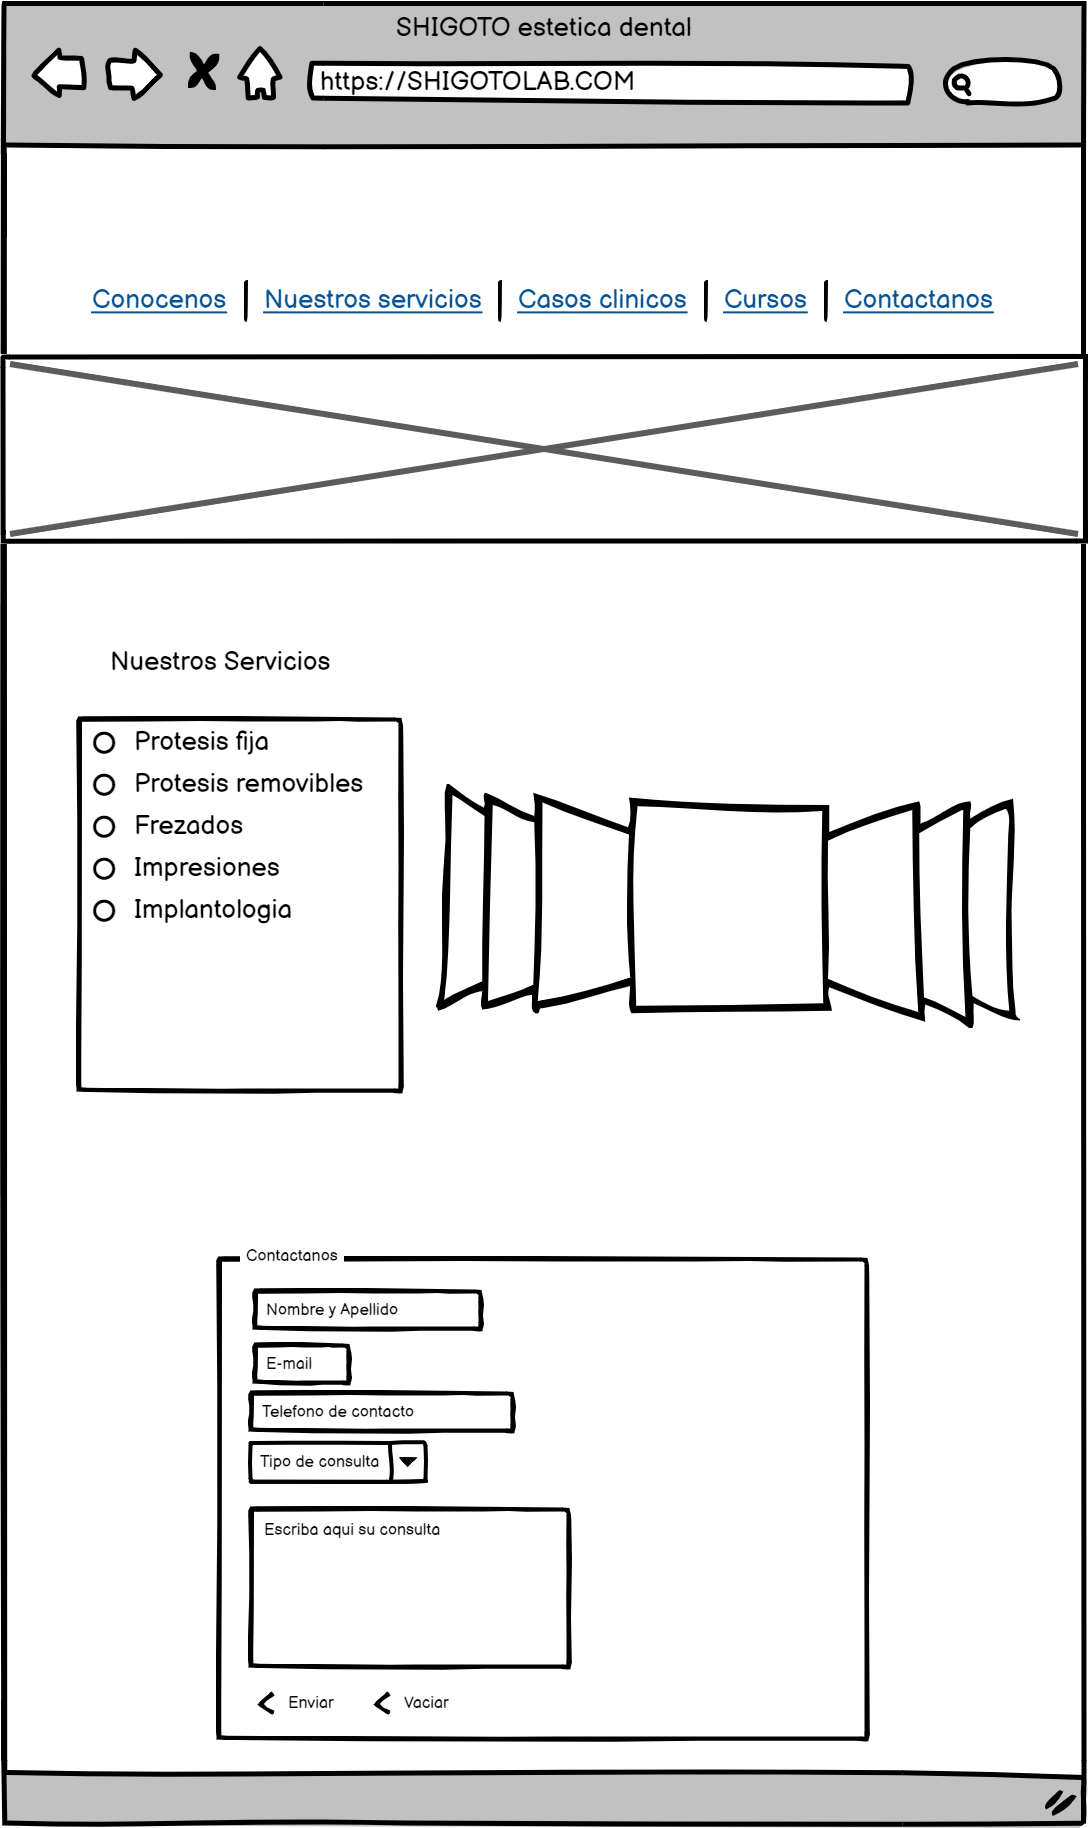 SHIGOTO estetica dental
https://SHIGOTOLAB.COM
Conocenos Nuestros servicios Casos clinicos Cursos Contactanos
Nuestros Servicios
Protesis fija
Protesis removibles
Frezados
Impresiones
Implantologia
Contactanos
Nombre y Apellido
E-mail
Telefono de contacto
Tipo de consulta
Escriba aqui su consulta
Enviar Vaciar